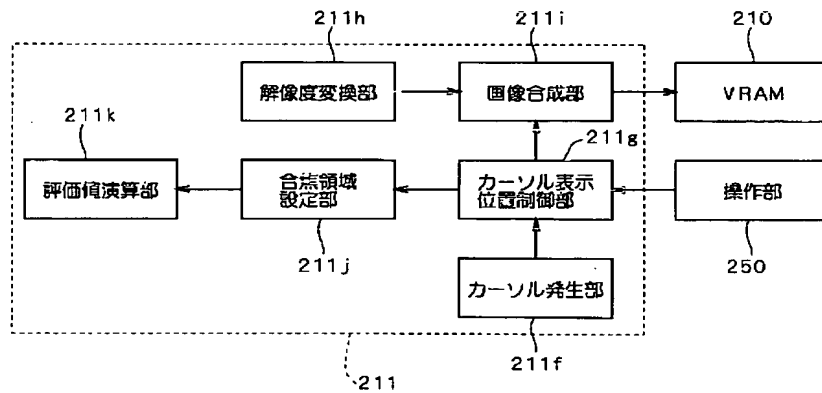 211h
211i
210
解像度変換部
画像合成部
VRAM
211k
211g
評価値演算部
合焦領域
設定部
カーソル表示
位置制御部
操作部
211j
250
カーソル発生部
211f
211